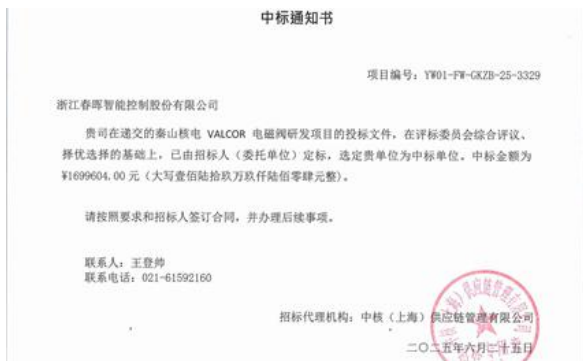 中标通知书
项目编号：YW01-FW-GKZB-25-3329
浙江春晖智能控制股份有限公司
贵司在递交的秦山核电 VALCOR 电磁阀研发项目的投标文件，在评标委员会综合评议、
择优选择的基础上，已由招标人（委托单位）定标，选定贵单位为中标单位。中标金额为
¥1699604.00 元（大写壹佰陆拾玖万玖仟陆佰零肆元整）。
请按照要求和招标人签订合同，并办理后续事项。
联系人：王登帅
联系电话：021-61592160
招标代理机构：中核（上海）供应链管理有限公司
二〇二五年六月二十五日